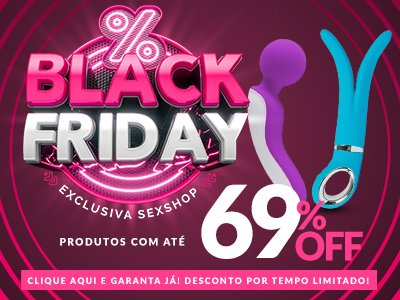 %
BLACK
FRIDAY
EXCLUSIVA SEXSHOP
PRODUTOS COM ATÉ
69% OFF
CLIQUE AQUI E GARANTA JÁ! DESCONTO POR TEMPO LIMITADO!